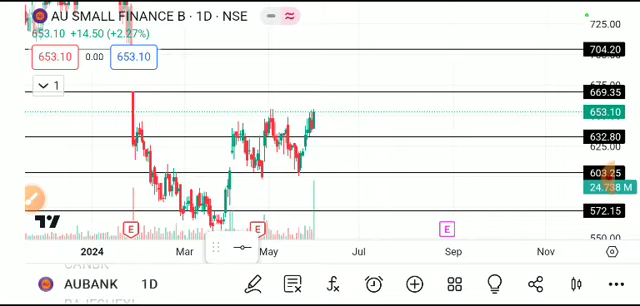 AU SMALL FINANCE B · 1D · NSE
653.10 +14.50 (+2.27%)
653.10 0.00 653.10
1
725.00
704.20
669.35
653.10
632.80
625.00
603.25
24.738 M
572.15
550.00
E E E
2024 Mar May Jul Sep Nov
AUBANK 1D